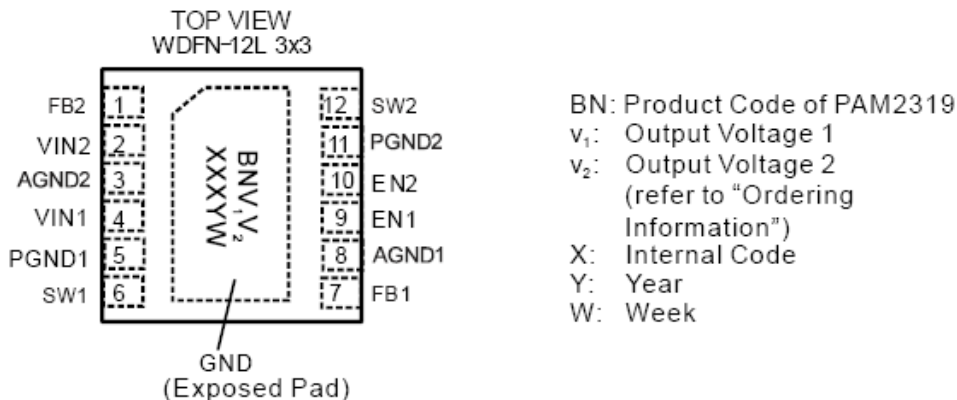 TOP VIEW
WDFN-12L 3x3
FB2 1
VIN2 2
AGND2 3
VIN1 4
PGND1 5
SW1 6
12 SW2
11 PGND2
10 EN2
9 EN1
8 AGND1
7 FB1
BNV₁V₂
XXXYW
GND
(Exposed Pad)
BN: Product Code of PAM2319
v₁: Output Voltage 1
v₂: Output Voltage 2
(refer to “Ordering
Information”)
X: Internal Code
Y: Year
W: Week